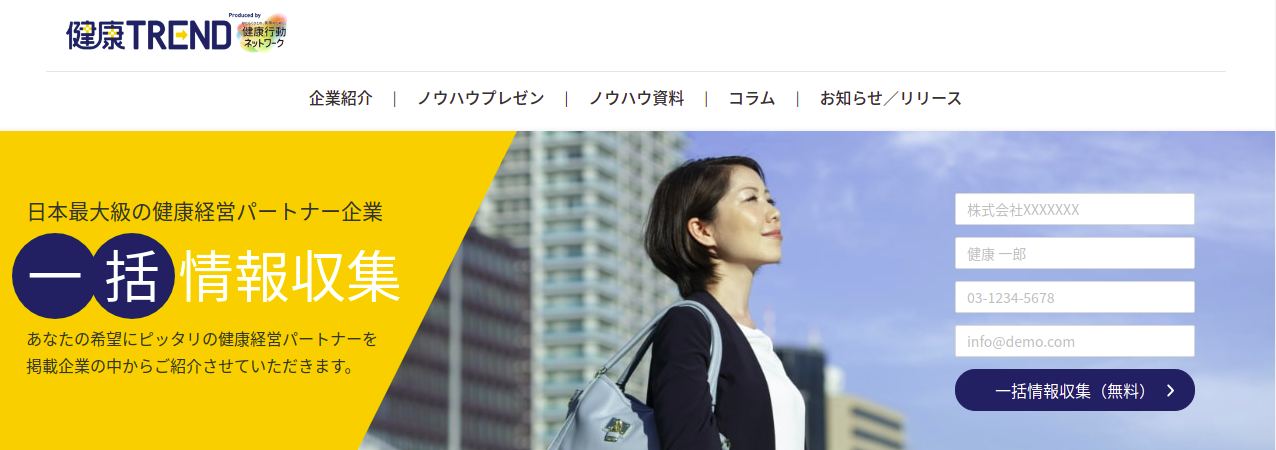 Produced by
健康TREND
健康行動
ネットワーク
企業紹介 | ノウハウプレゼン | ノウハウ資料 | コラム | お知らせ／リリース
日本最大級の健康経営パートナー企業
一括情報収集
あなたの希望にピッタリの健康経営パートナーを
掲載企業の中からご紹介させていただきます。
株式会社XXXXXXX
健康 一郎
03-1234-5678
info@demo.com
一括情報収集（無料）